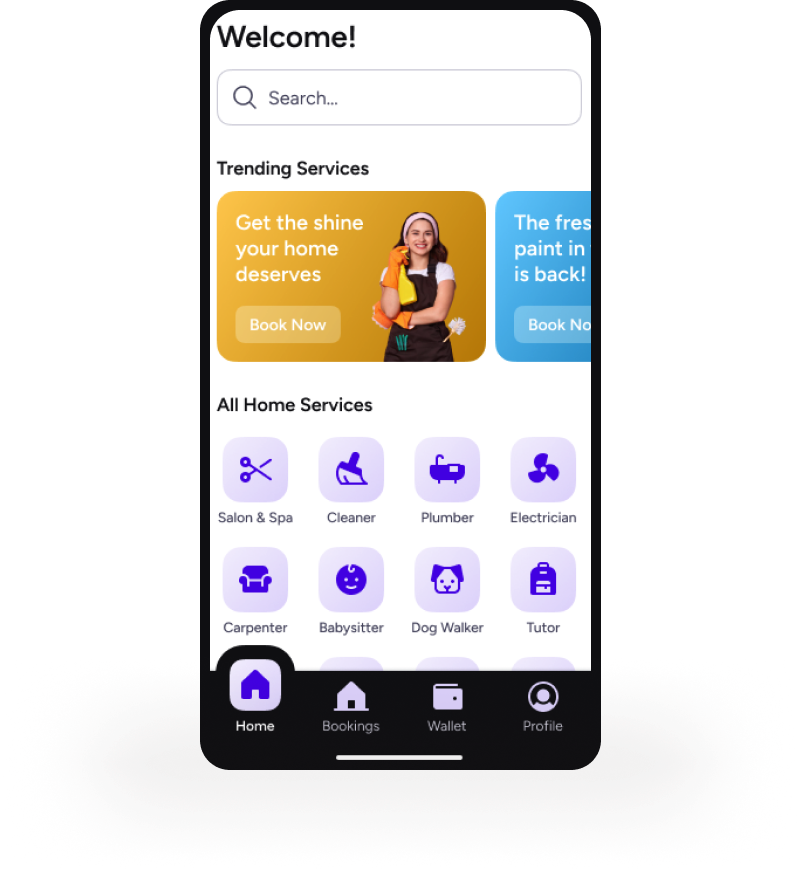 Welcome!
Search...
Trending Services
Get the shine
your home
deserves
Book Now
The fres
paint in
is back!
Book No
All Home Services
Salon & Spa
Cleaner
Plumber
Electrician
Carpenter
Babysitter
Dog Walker
Tutor
Home
Bookings
Wallet
Profile